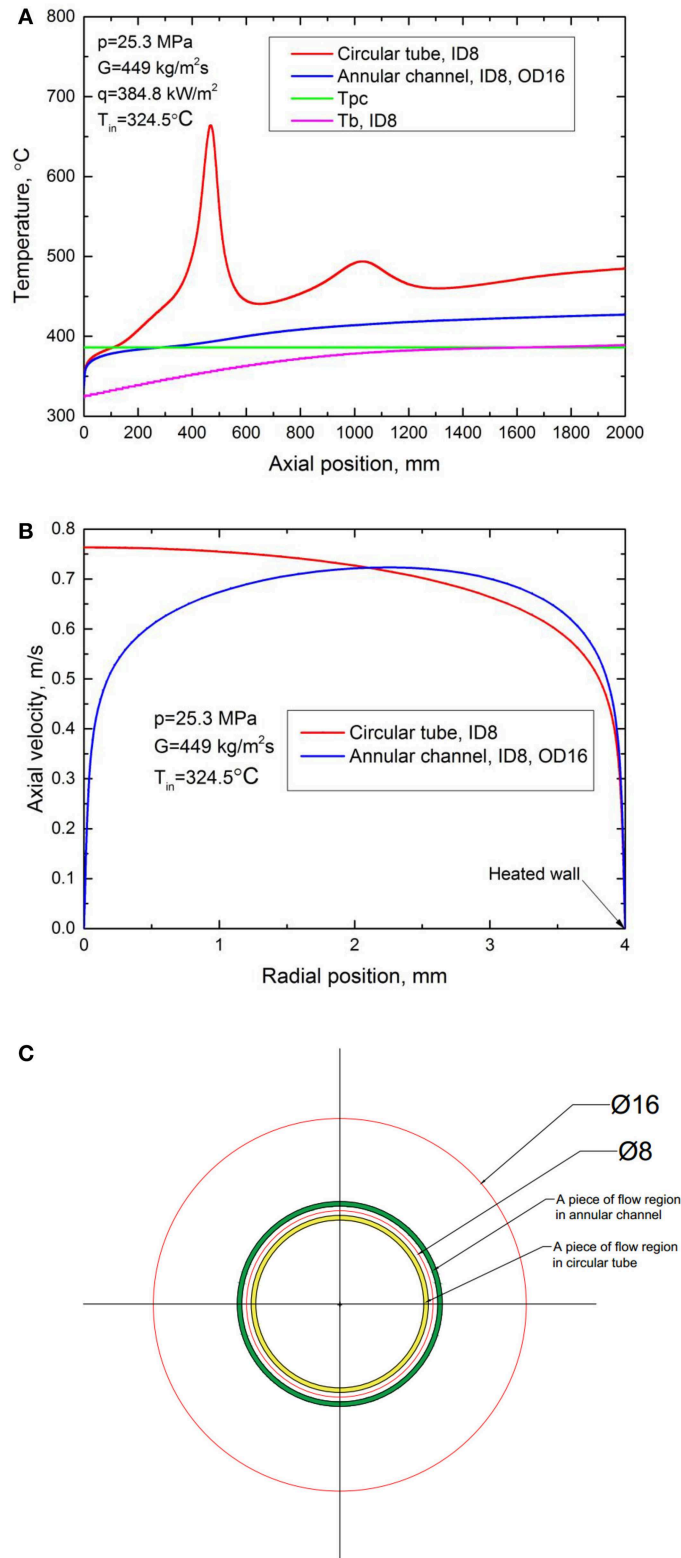 A
p=25.3 MPa
G=449 kg/m²s
q=384.8 kW/m²
T_in=324.5°C
Circular tube, ID8
Annular channel, ID8, OD16
Tpc
Tb, ID8
800
700
600
500
400
300
Temperature, °C
0 200 400 600 800 1000 1200 1400 1600 1800 2000
Axial position, mm
B
0.8
0.7
0.6
0.5
0.4
0.3
0.2
0.1
0.0
Axial velocity, m/s
p=25.3 MPa
G=449 kg/m²s
T_in=324.5°C
Circular tube, ID8
Annular channel, ID8, OD16
Heated wall
0 1 2 3 4
Radial position, mm
C
Ø16
Ø8
A piece of flow region
in annular channel
A piece of flow region
in circular tube